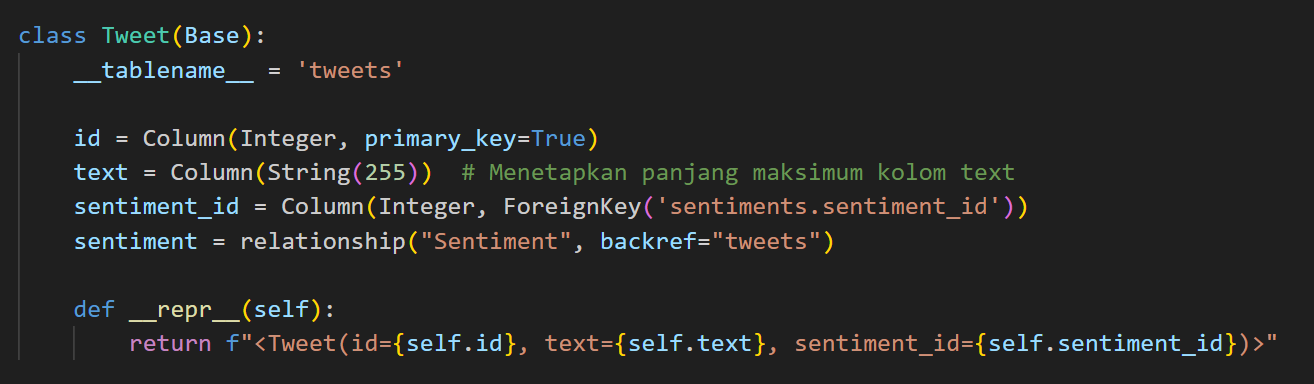 class Tweet(Base):
    __tablename__ = 'tweets'

    id = Column(Integer, primary_key=True)
    text = Column(String(255))  # Menetapkan panjang maksimum kolom text
    sentiment_id = Column(Integer, ForeignKey('sentiments.sentiment_id'))
    sentiment = relationship("Sentiment", backref="tweets")

    def __repr__(self):
        return f"<Tweet(id={self.id}, text={self.text}, sentiment_id={self.sentiment_id})>"